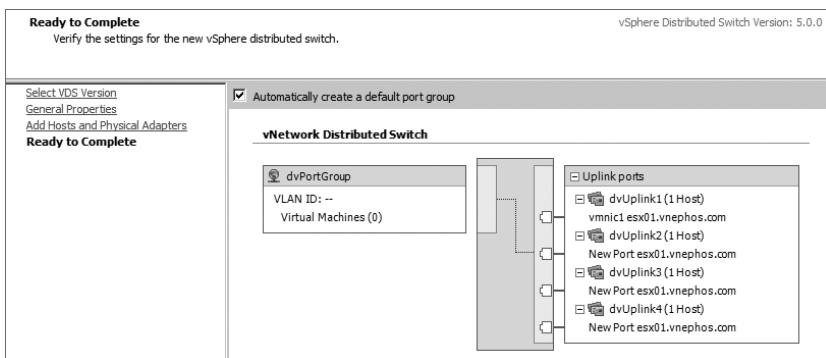 Ready to Complete
Verify the settings for the new vSphere distributed switch.
vSphere Distributed Switch Version: 5.0.0
Select VDS Version
General Properties
Add Hosts and Physical Adapters
Ready to Complete
Automatically create a default port group
vNetwork Distributed Switch
dvPortGroup
VLAN ID: --
Virtual Machines (0)
Uplink ports
dvUplink1 (1 Host)
vmnic1 esx01.vnephos.com
dvUplink2 (1 Host)
New Port esx01.vnephos.com
dvUplink3 (1 Host)
New Port esx01.vnephos.com
dvUplink4 (1 Host)
New Port esx01.vnephos.com